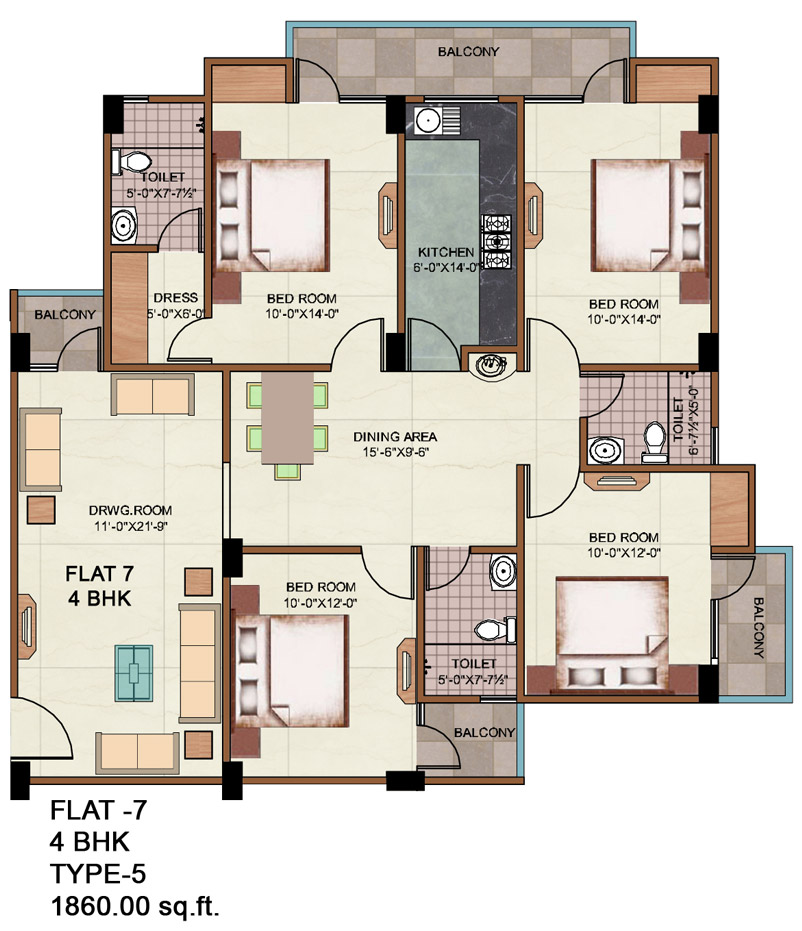 BALCONY
TOILET
5'-0"X7'-7½"
DRESS
5'-0"X6'-0"
BED ROOM
10'-0"X14'-0"
KITCHEN
6'-0"X14'-0"
BED ROOM
10'-0"X14'-0"
BALCONY
W.B
DINING AREA
15'-6"X9'-6"
TOILET
6'-7½"X5'-0"
DRWG.ROOM
11'-0"X21'-9"
FLAT 7
4 BHK
BED ROOM
10'-0"X12'-0"
BED ROOM
10'-0"X12'-0"
BALCONY
TOILET
5'-0"X7'-7½"
BALCONY
FLAT -7
4 BHK
TYPE-5
1860.00 sq.ft.